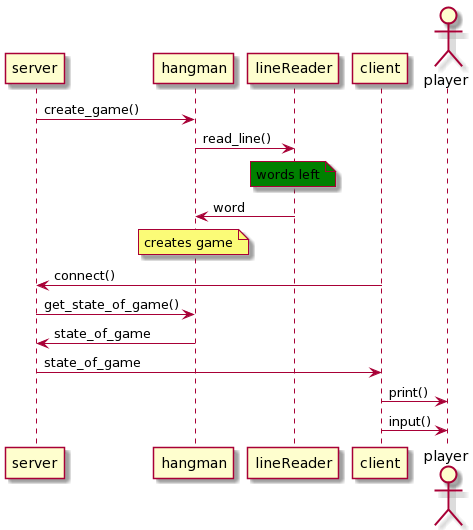 player
server hangman lineReader client
create_game()
read_line()
words left
word
creates game
connect()
get_state_of_game()
state_of_game
state_of_game
print()
input()
server hangman lineReader client player